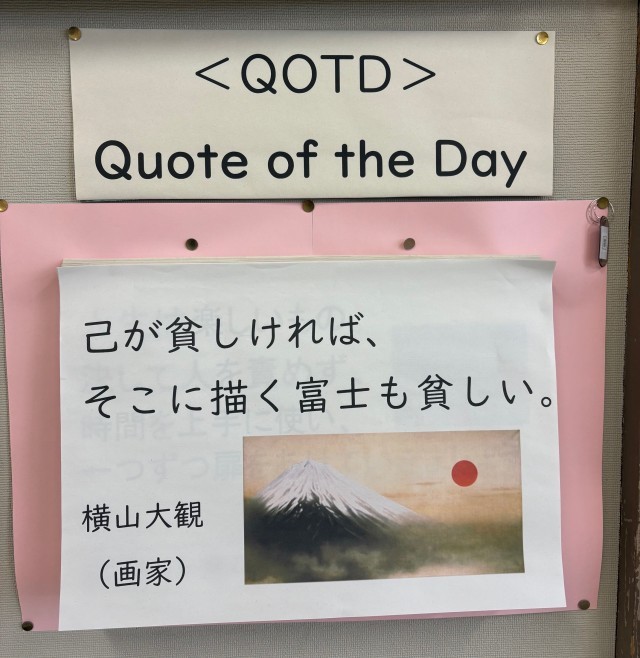 ＜QOTD＞
Quote of the Day
己が貧しければ、
そこに描く富士も貧しい。
横山大観
（画家）